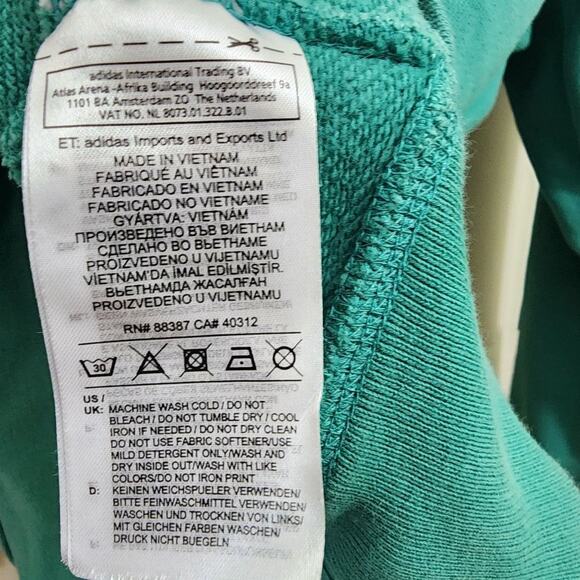 adidas International Trading BV
Atlas Arena -Afrika Building Hoogoorddreef 9a
1101 BA Amsterdam ZO The Netherlands
VAT NO. NL 8073.01.322.B.01
ET: adidas Imports and Exports Ltd
MADE IN VIETNAM
FABRIQUÉ AU VIÊTNAM
FABRICADO EN VIETNAM
FABRICADO NO VIETNAME
GYÁRTVA: VIETNÁM
ПРОИЗВЕДЕНО ВЪВ ВИЕТНАМ
СДЕЛАНО ВО ВЬЕТНАМЕ
PROIZVEDENO U VIJETNAMU
VİETNAM'DA İMAL EDİLMİŞTİR.
ВЬЕТНАМДА ЖАСАЛҒАН
PROIZVEDENO U VIJETNAMU
RN# 88387 CA# 40312
30
US /
UK: MACHINE WASH COLD / DO NOT
BLEACH / DO NOT TUMBLE DRY / COOL
IRON IF NEEDED / DO NOT DRY CLEAN
DO NOT USE FABRIC SOFTENER/USE
MILD DETERGENT ONLY/WASH AND
DRY INSIDE OUT/WASH WITH LIKE
COLORS/DO NOT IRON PRINT
D: KEINEN WEICHSPUELER VERWENDEN/
BITTE FEINWASCHMITTEL VERWENDEN/
WASCHEN UND TROCKNEN VON LINKS/
MIT GLEICHEN FARBEN WASCHEN/
DRUCK NICHT BUEGELN